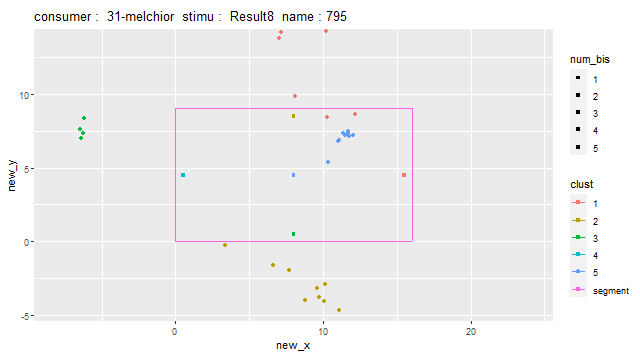 consumer : 31-melchior stimu : Result8 name : 795
new_y
10
5
0
-5
0
10
20
new_x
num_bis
1
2
3
4
5
clust
1
2
3
4
5
segment